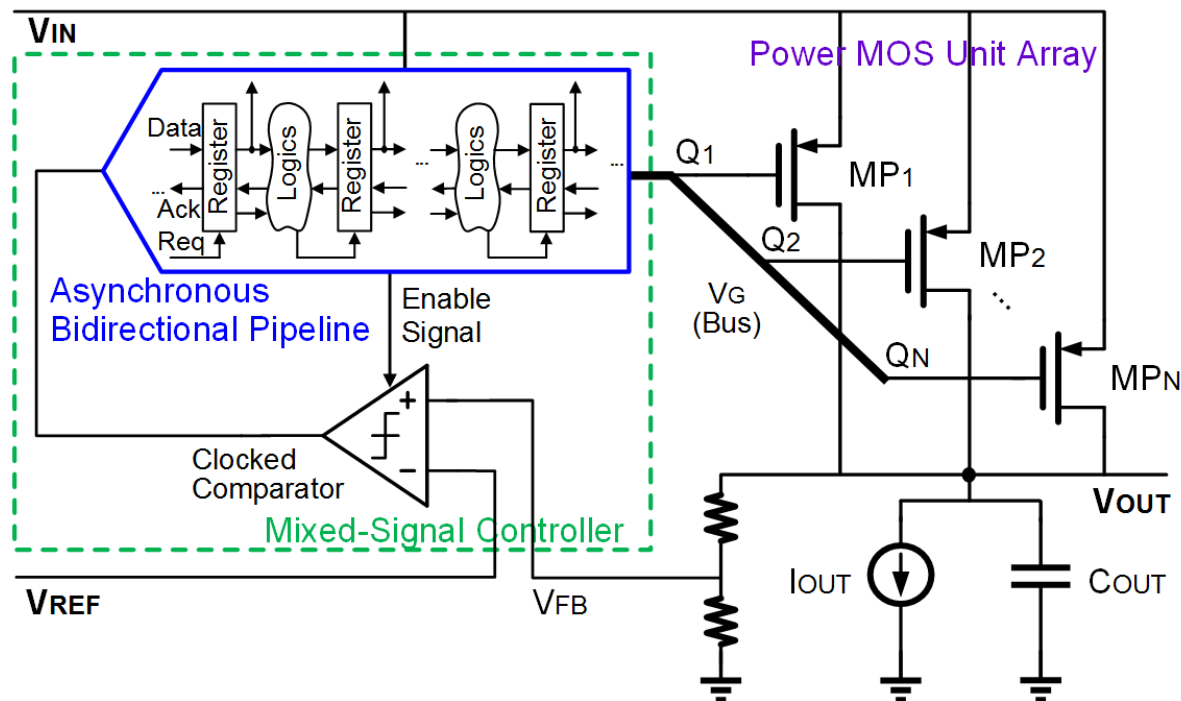 VIN
Power MOS Unit Array
Data
Register
Logics
Register
...
Logics
Register
...
...
Ack
...
Req
Q1
MP1
Q2
MP2
...
VG
(Bus)
QN
MPN
Asynchronous
Bidirectional Pipeline
Enable
Signal
+
−
Clocked
Comparator
Mixed-Signal Controller
VREF
VFB
VOUT
IOUT
COUT